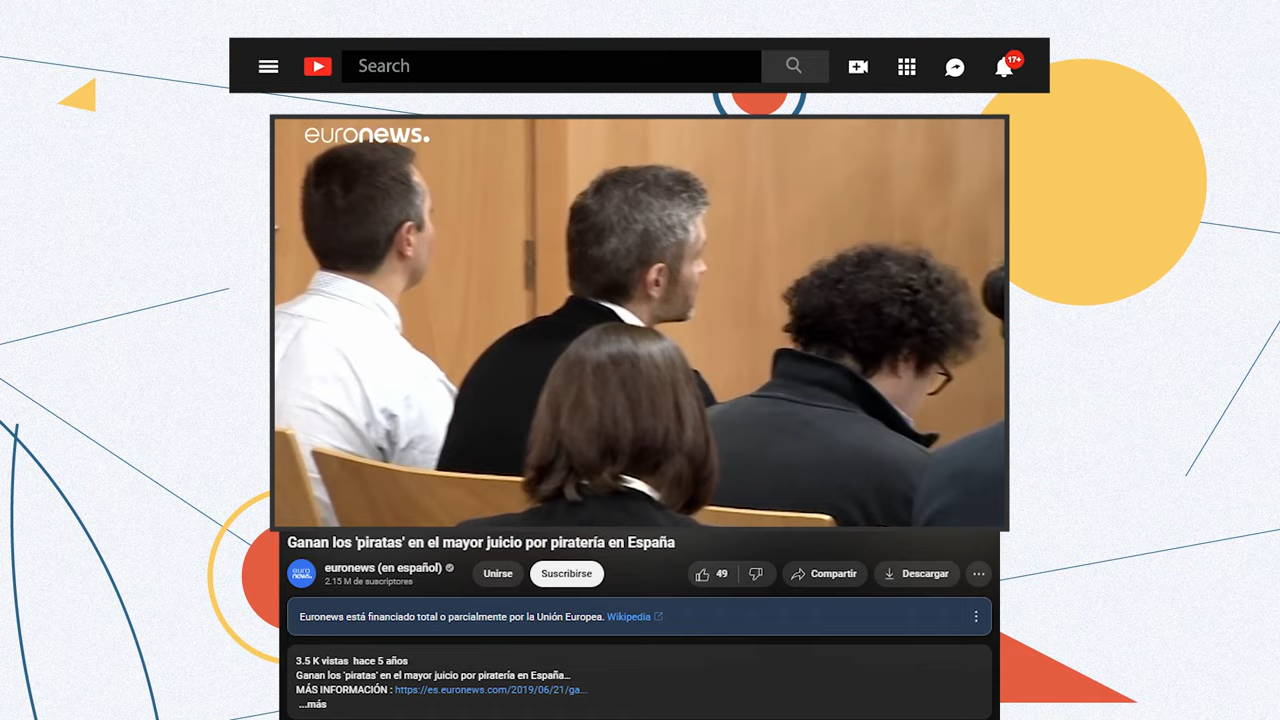 Search
17+
euronews.
Ganan los 'piratas' en el mayor juicio por piratería en España
euro
news.
euronews (en español)
2.15 M de suscriptores
Unirse
Suscribirse
49
Compartir
Descargar
Euronews está financiado total o parcialmente por la Unión Europea. Wikipedia
3.5 K vistas hace 5 años
Ganan los 'piratas' en el mayor juicio por piratería en España...
MÁS INFORMACIÓN : https://es.euronews.com/2019/06/21/ga...
...más